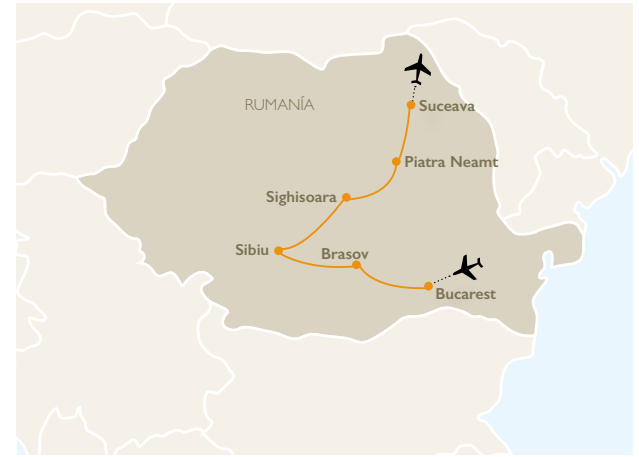 RUMANÍA
Suceava
Piatra Neamt
Sighisoara
Sibiu
Brasov
Bucarest